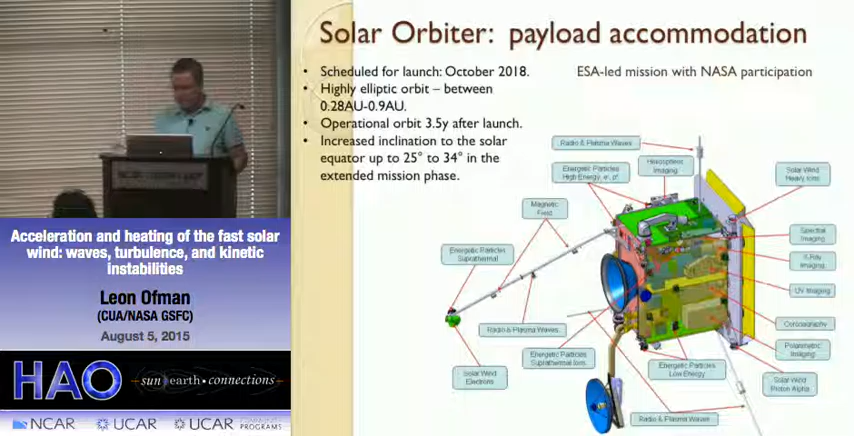 Solar Orbiter: payload accommodation
• Scheduled for launch: October 2018.
• Highly elliptic orbit – between
0.28AU-0.9AU.
• Operational orbit 3.5y after launch.
• Increased inclination to the solar
equator up to 25° to 34° in the
extended mission phase.
ESA-led mission with NASA participation
Radio & Plasma Waves
Energetic Particles
High Energy e-, p+
Heliospheric
Imaging
Solar Wind
Heavy Ions
Magnetic
Field
Spectral
Imaging
Energetic Particles
Suprathermal
X-Ray
Imaging
UV Imaging
Coronagraphy
Radio & Plasma Waves
Polarimetric
Imaging
Energetic Particles
Suprathermal Ions
Energetic Particles
Low Energy
Solar Wind
Electrons
Solar Wind
Proton Alpha
Radio & Plasma Waves
Acceleration and heating of the fast solar
wind: waves, turbulence, and kinetic
instabilities
Leon Ofman
(CUA/NASA GSFC)
August 5, 2015
HAO
sun earth • connections
NCAR
UCAR
UCAR
PROGRAMS